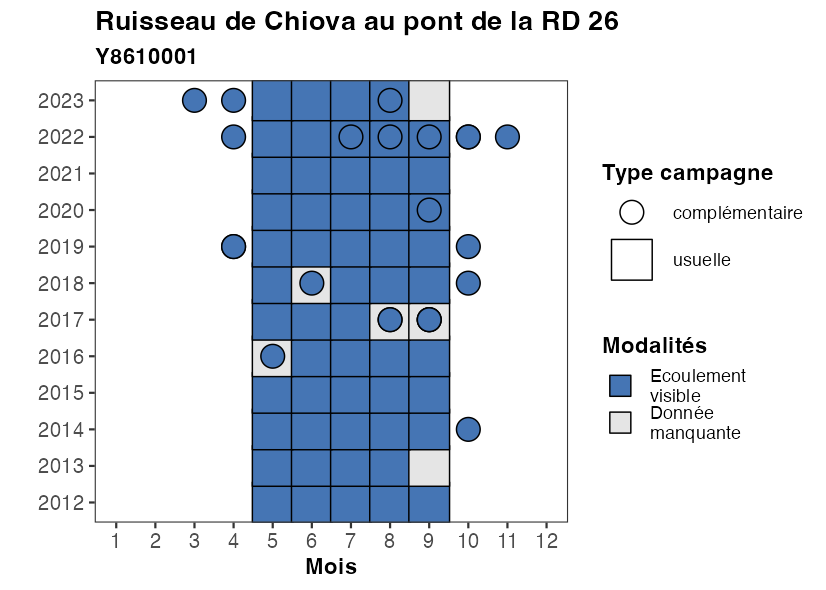 Ruisseau de Chiova au pont de la RD 26
Y8610001
2023
2022
2021
2020
2019
2018
2017
2016
2015
2014
2013
2012
1 2 3 4 5 6 7 8 9 10 11 12
Mois
Type campagne
complémentaire
usuelle
Modalités
Ecoulement
visible
Donnée
manquante